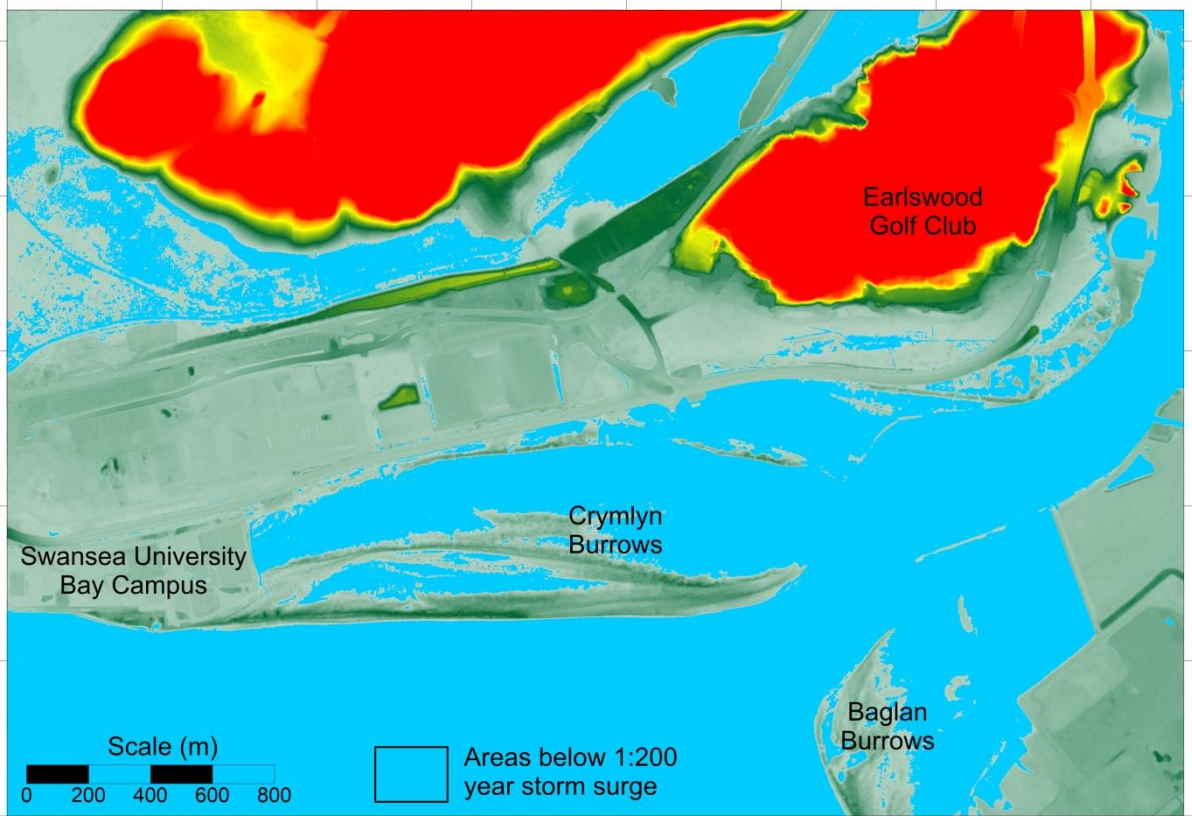 Earlswood
Golf Club
Crymlyn
Burrows
Swansea University
Bay Campus
Baglan
Burrows
Scale (m)
0 200 400 600 800
Areas below 1:200
year storm surge